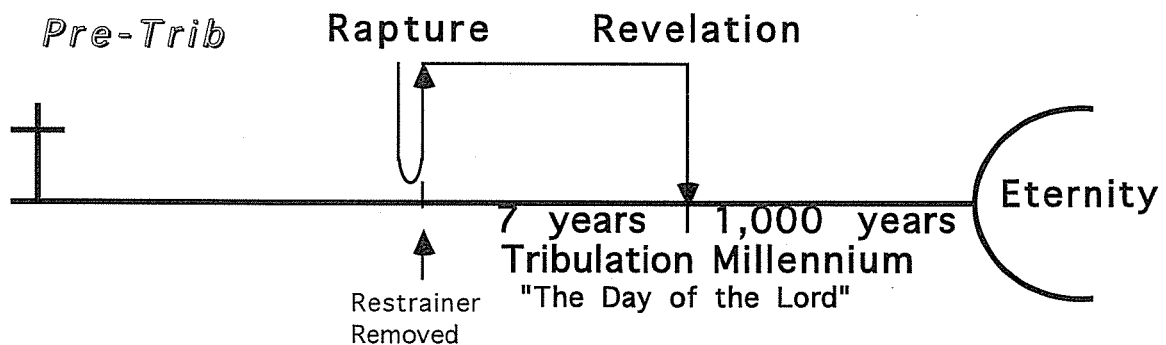 Pre-Trib
Rapture
Revelation
Eternity
7 years
1,000 years
Tribulation
Millennium
"The Day of the Lord"
Restrainer
Removed